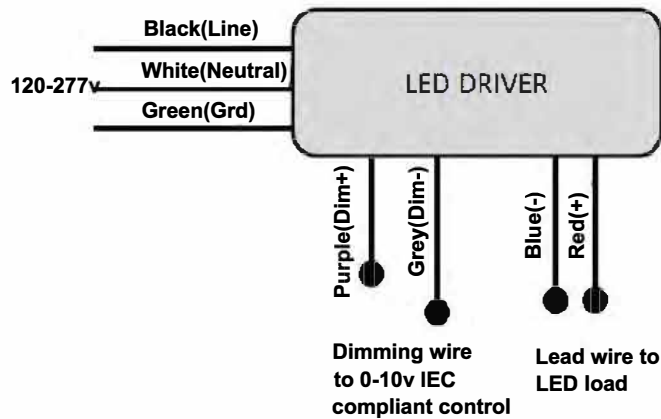 Black(Line)
White(Neutral)
120-277v
Green(Grd)
LED DRIVER
Purple(Dim+)
Grey(Dim-)
Blue(-)
Red(+)
Dimming wire
to 0-10v IEC
compliant control
Lead wire to
LED load